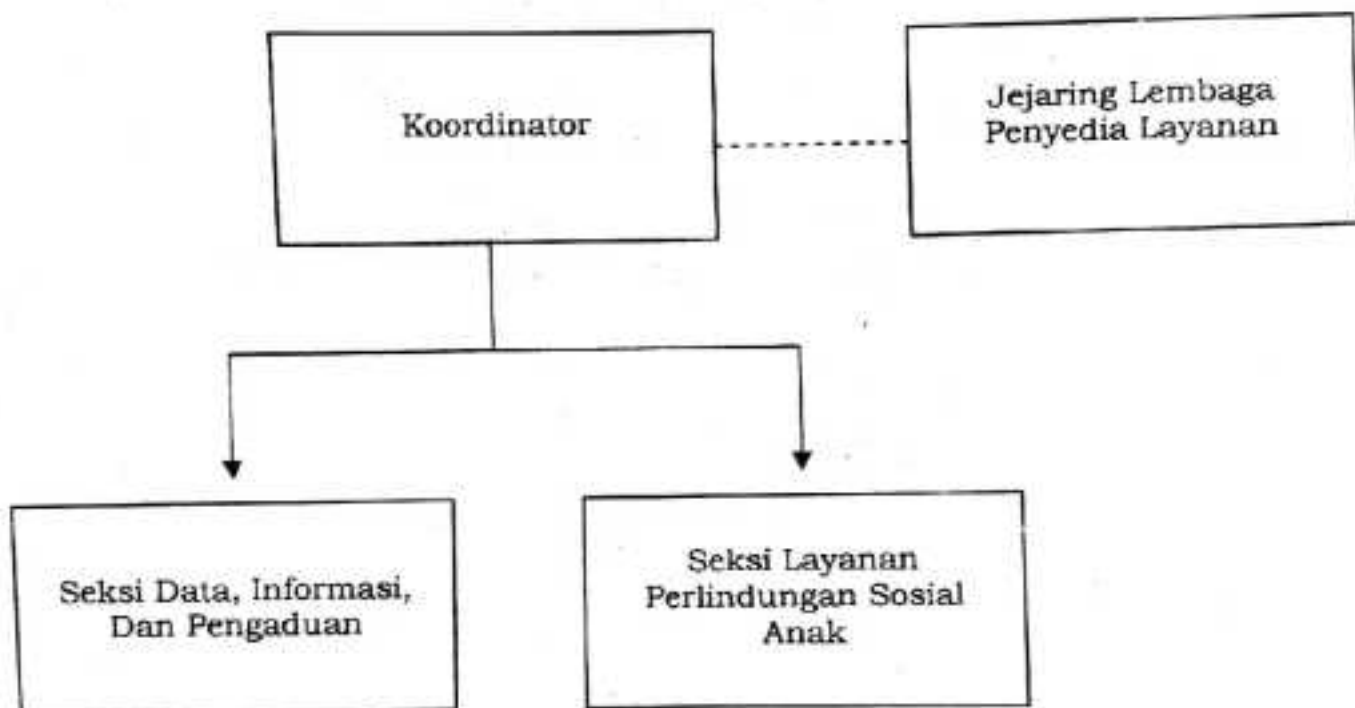 Koordinator
Jejaring Lembaga
Penyedia Layanan
Seksi Data, Informasi,
Dan Pengaduan
Seksi Layanan
Perlindungan Sosial
Anak